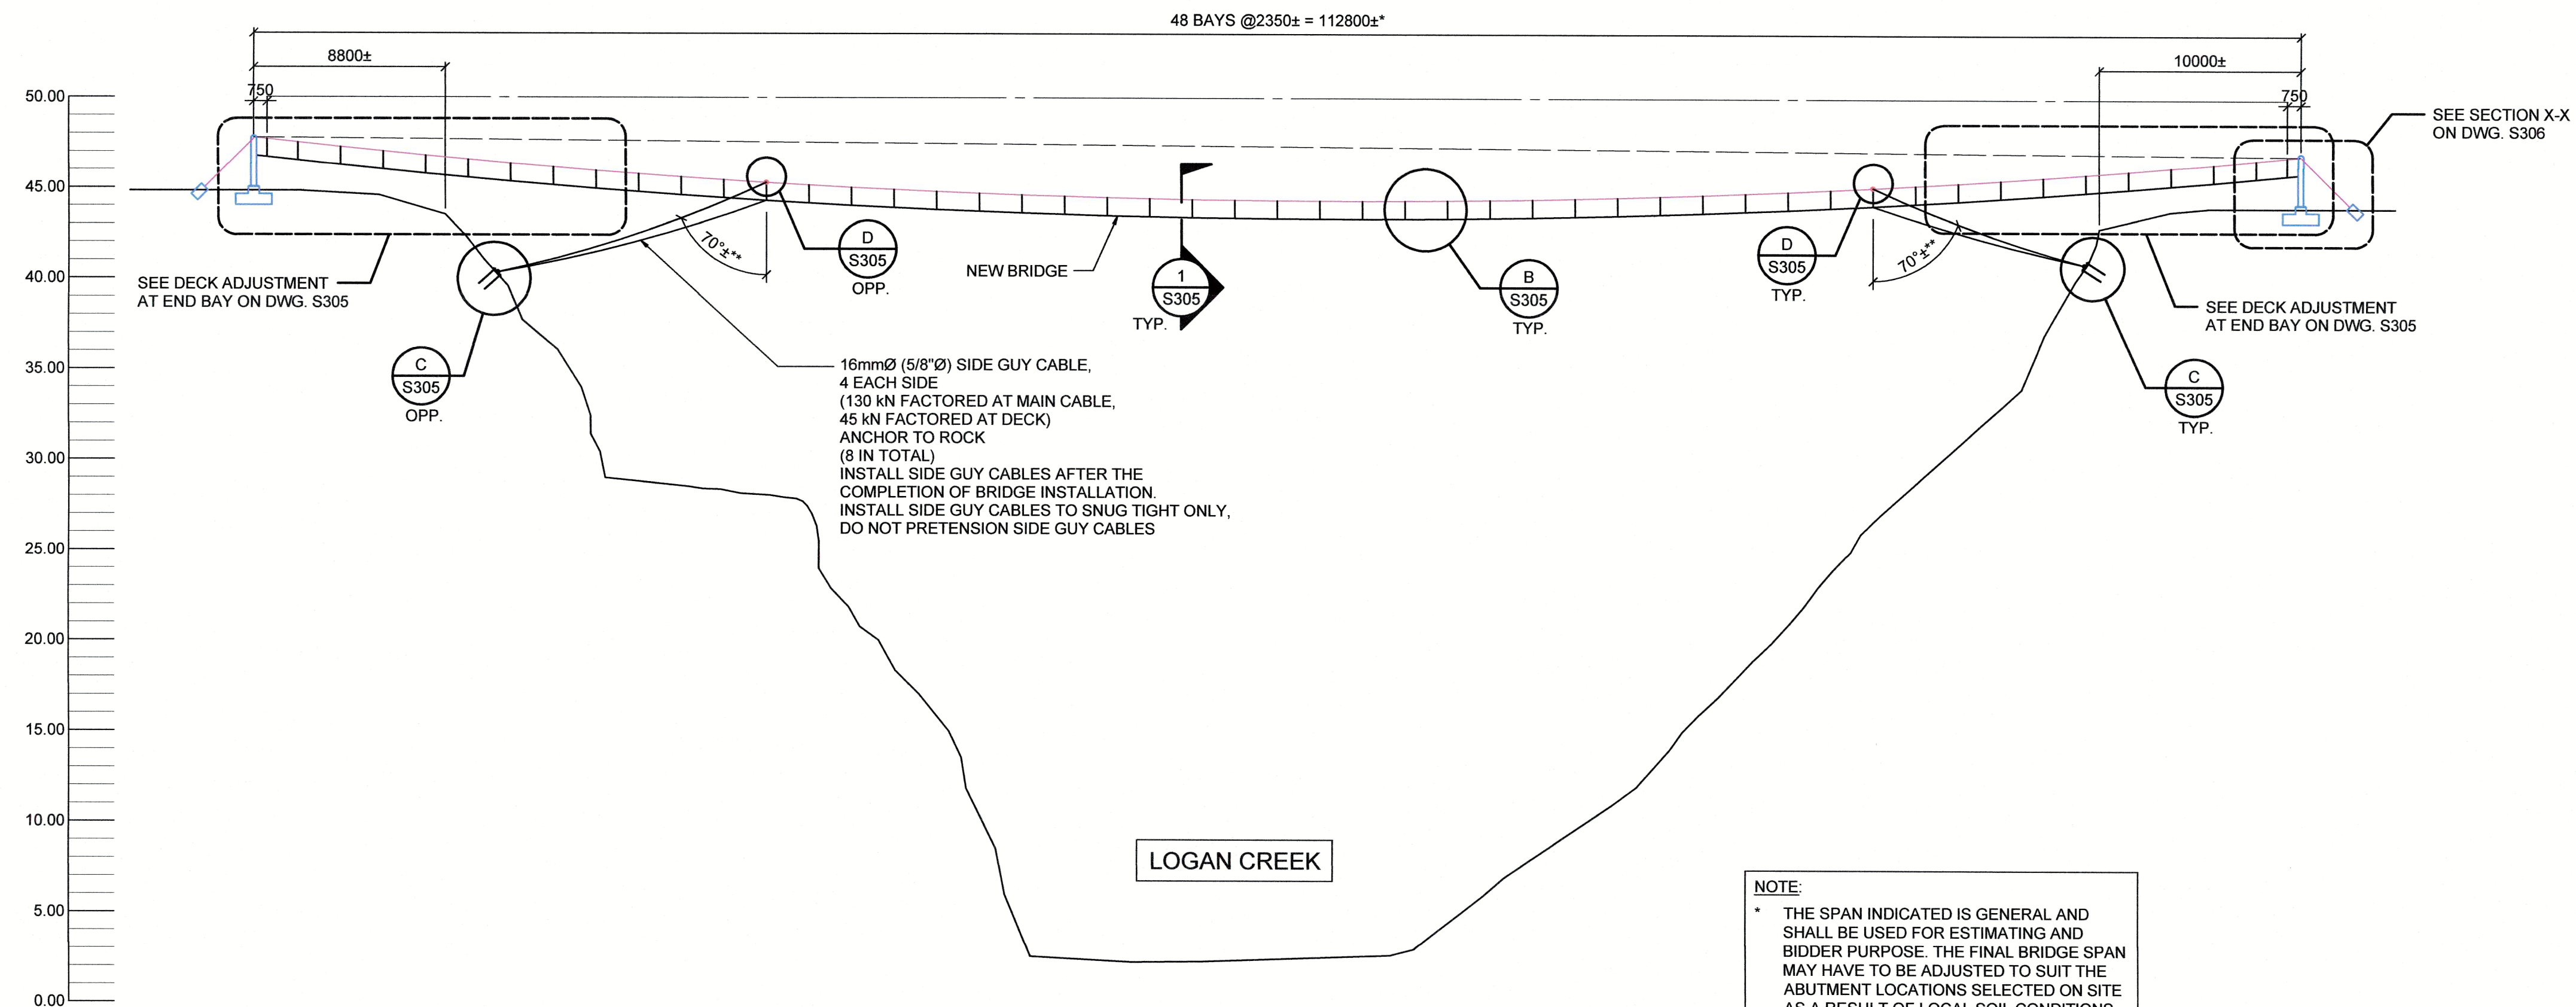 48 BAYS @2350± = 112800±*
8800±
10000±
750
750
50.00
45.00
40.00
35.00
30.00
25.00
20.00
15.00
10.00
5.00
0.00
SEE SECTION X-X
ON DWG. S306
SEE DECK ADJUSTMENT
AT END BAY ON DWG. S305
C
S305
OPP.
70°±**
D
S305
OPP.
NEW BRIDGE
1
S305
TYP.
B
S305
TYP.
D
S305
TYP.
70°±**
SEE DECK ADJUSTMENT
AT END BAY ON DWG. S305
C
S305
TYP.
16mmØ (5/8"Ø) SIDE GUY CABLE,
4 EACH SIDE
(130 kN FACTORED AT MAIN CABLE,
45 kN FACTORED AT DECK)
ANCHOR TO ROCK
(8 IN TOTAL)
INSTALL SIDE GUY CABLES AFTER THE
COMPLETION OF BRIDGE INSTALLATION.
INSTALL SIDE GUY CABLES TO SNUG TIGHT ONLY,
DO NOT PRETENSION SIDE GUY CABLES
LOGAN CREEK
NOTE:
* THE SPAN INDICATED IS GENERAL AND
SHALL BE USED FOR ESTIMATING AND
BIDDER PURPOSE. THE FINAL BRIDGE SPAN
MAY HAVE TO BE ADJUSTED TO SUIT THE
ABUTMENT LOCATIONS SELECTED ON SITE
AS A RESULT OF LOCAL SOIL CONDITIONS